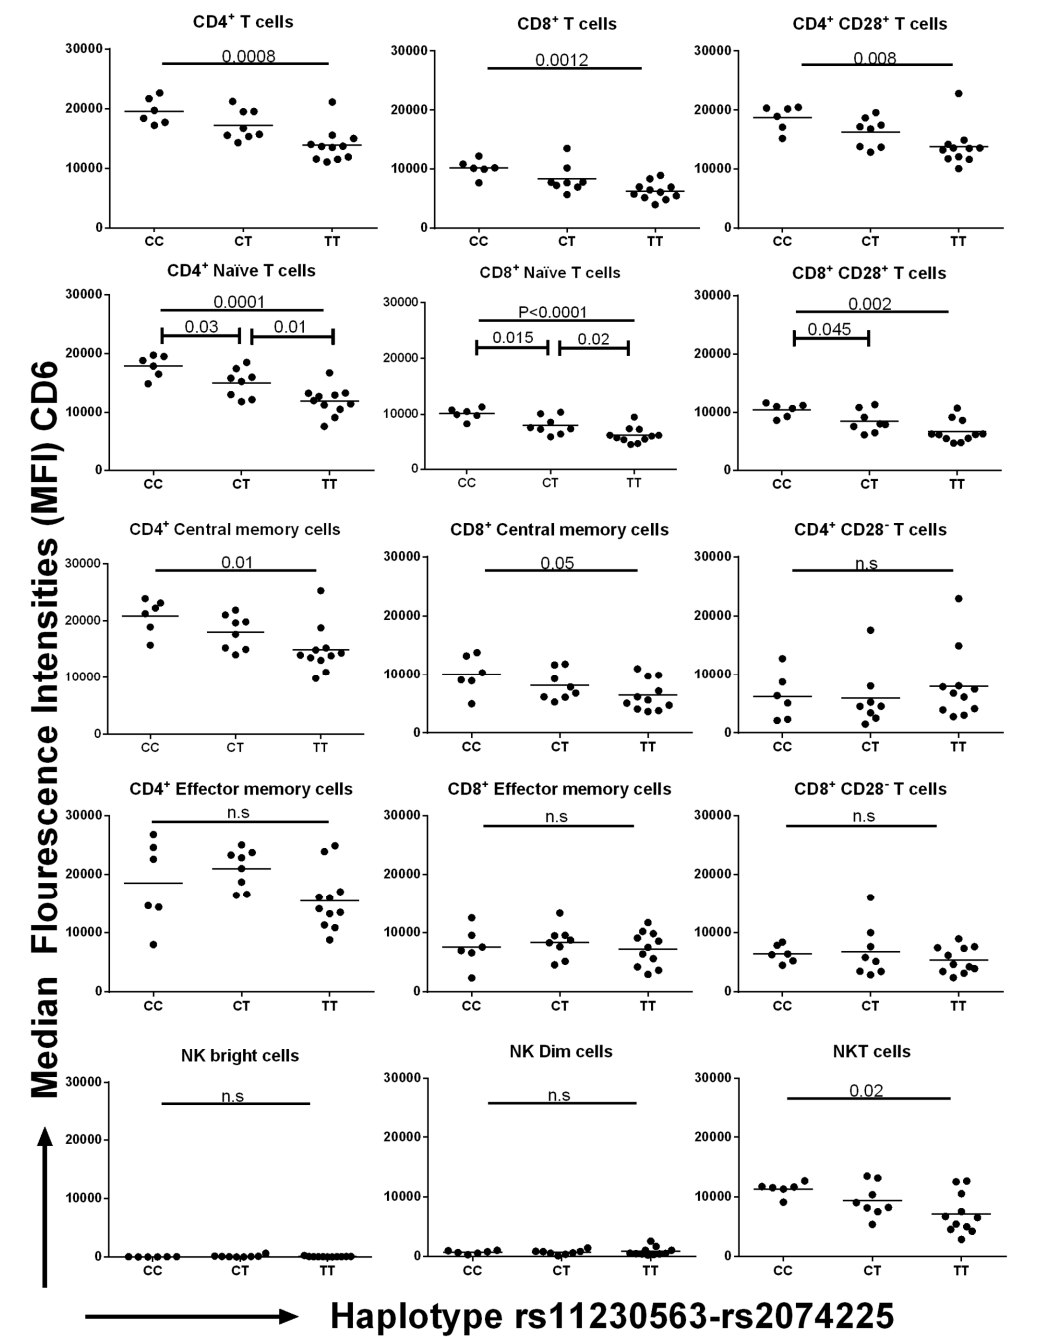 CD4⁺ T cells
30000
20000
10000
0
0.0008
CC CT TT
CD8⁺ T cells
30000
20000
10000
0
0.0012
CC CT TT
CD4⁺ CD28⁺ T cells
30000
20000
10000
0
0.008
CC CT TT
CD4⁺ Naïve T cells
30000
20000
10000
0
0.0001
0.03 0.01
CC CT TT
CD8⁺ Naïve T cells
30000
20000
10000
0
P<0.0001
0.015 0.02
CC CT TT
CD8⁺ CD28⁺ T cells
30000
20000
10000
0
0.002
0.045
CC CT TT
CD4⁺ Central memory cells
30000
20000
10000
0
0.01
CC CT TT
CD8⁺ Central memory cells
30000
20000
10000
0
0.05
CC CT TT
CD4⁺ CD28⁻ T cells
30000
20000
10000
0
n.s
CC CT TT
CD4⁺ Effector memory cells
30000
20000
10000
0
n.s
CC CT TT
CD8⁺ Effector memory cells
30000
20000
10000
0
n.s
CC CT TT
CD8⁺ CD28⁻ T cells
30000
20000
10000
0
n.s
CC CT TT
NK bright cells
30000
20000
10000
0
n.s
CC CT TT
NK Dim cells
30000
20000
10000
0
n.s
CC CT TT
NKT cells
30000
20000
10000
0
0.02
CC CT TT
Median Flourescence Intensities (MFI) CD6
Haplotype rs11230563-rs2074225